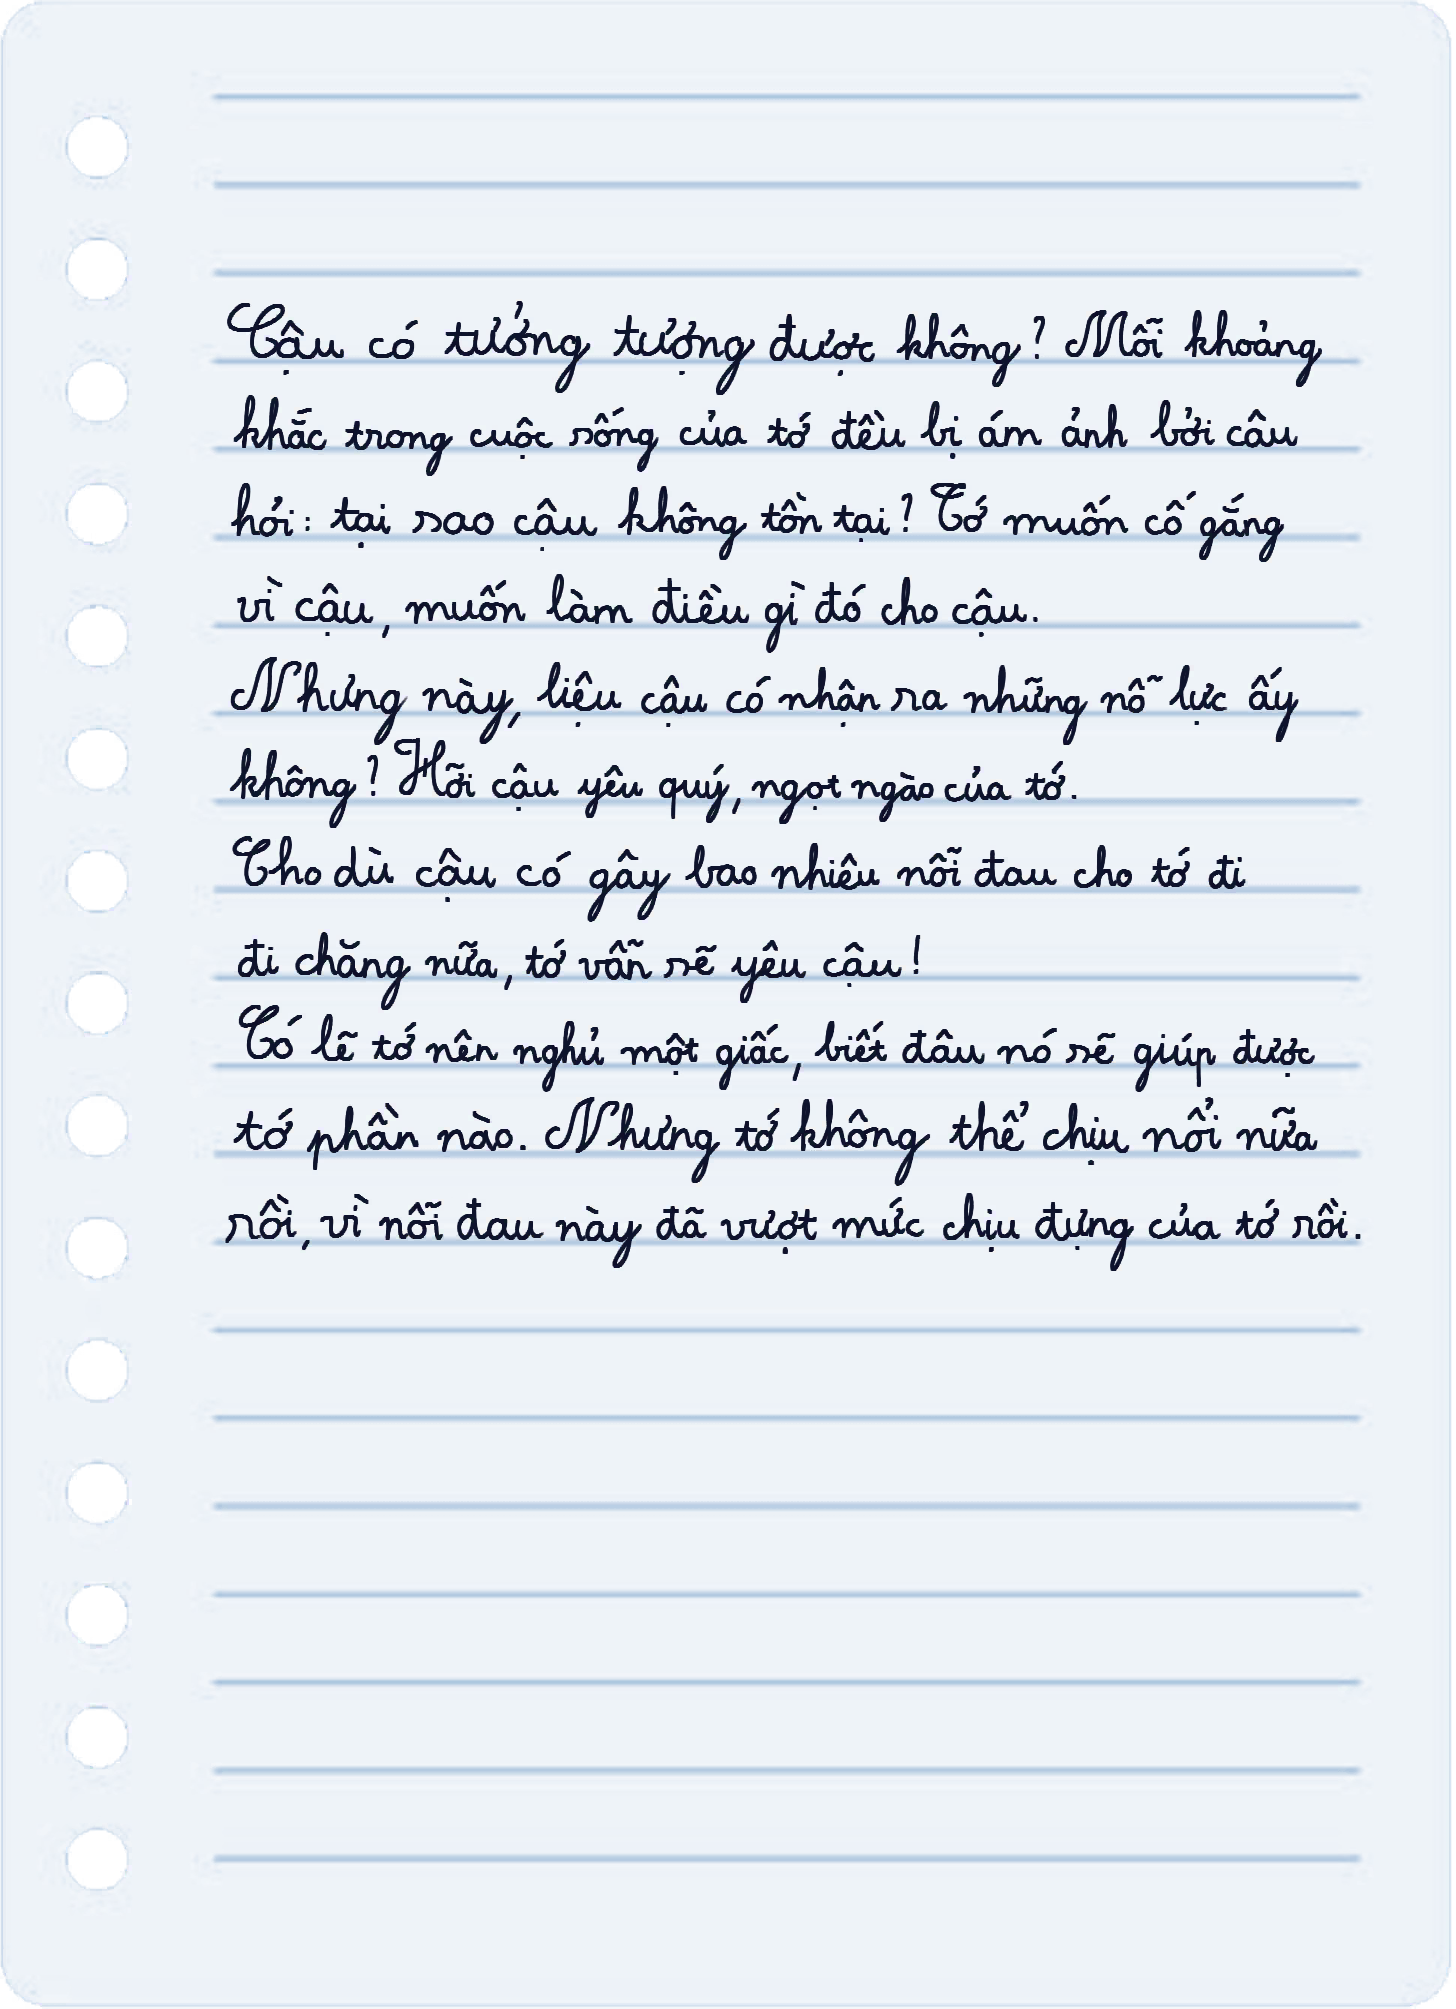 Cậu có tưởng tượng được không? Mỗi khoảng
khắc trong cuộc sống của tớ đều bị ám ảnh bởi câu
hỏi: tại sao cậu không tồn tại? Tớ muốn cố gắng
vì cậu, muốn làm điều gì đó cho cậu.
Nhưng này, liệu cậu có nhận ra những nỗ lực ấy
không? Hỡi cậu yêu quý, ngọt ngào của tớ.
Cho dù cậu có gây bao nhiêu nỗi đau cho tớ đi
đi chăng nữa, tớ vẫn sẽ yêu cậu!
Có lẽ tớ nên nghủ một giấc, biết đâu nó sẽ giúp được
tớ phần nào. Nhưng tớ không thể chịu nổi nữa
rồi, vì nỗi đau này đã vượt mức chịu đựng của tớ rồi.